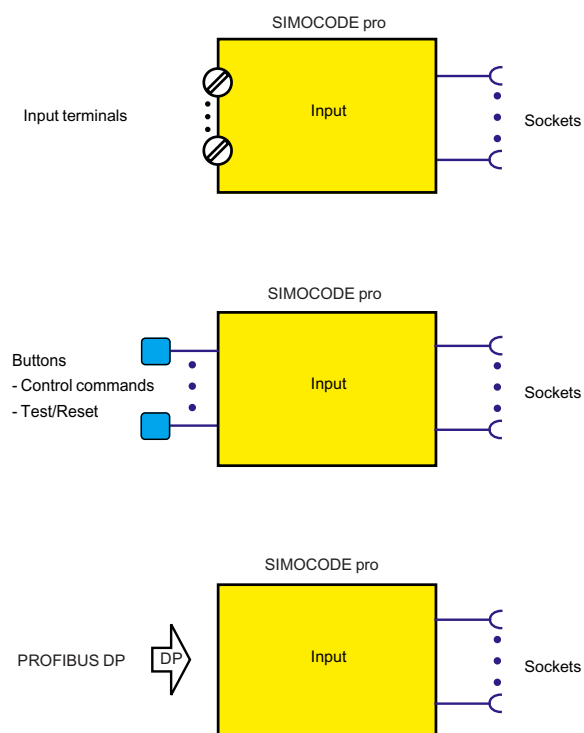 SIMOCODE pro
Input terminals
Input
Sockets
SIMOCODE pro
Buttons
- Control commands
- Test/Reset
Input
Sockets
SIMOCODE pro
PROFIBUS DP
DP
Input
Sockets